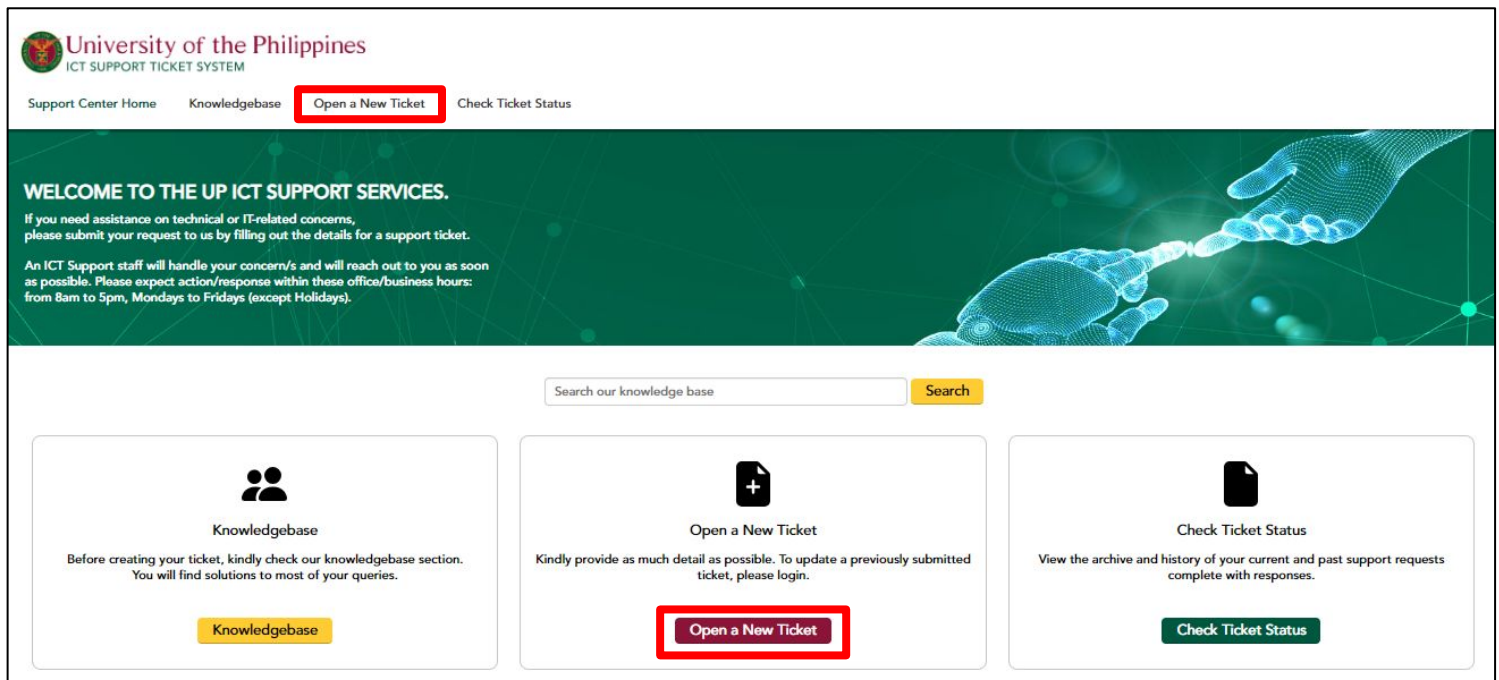 University of the Philippines
ICT SUPPORT TICKET SYSTEM
Support Center Home Knowledgebase Open a New Ticket Check Ticket Status
WELCOME TO THE UP ICT SUPPORT SERVICES.
If you need assistance on technical or IT-related concerns,
please submit your request to us by filling out the details for a support ticket.
An ICT Support staff will handle your concern/s and will reach out to you as soon
as possible. Please expect action/response within these office/business hours:
from 8am to 5pm, Mondays to Fridays (except Holidays).
Search our knowledge base Search
Knowledgebase
Before creating your ticket, kindly check our knowledgebase section.
You will find solutions to most of your queries.
Knowledgebase
Open a New Ticket
Kindly provide as much detail as possible. To update a previously submitted
ticket, please login.
Open a New Ticket
Check Ticket Status
View the archive and history of your current and past support requests
complete with responses.
Check Ticket Status